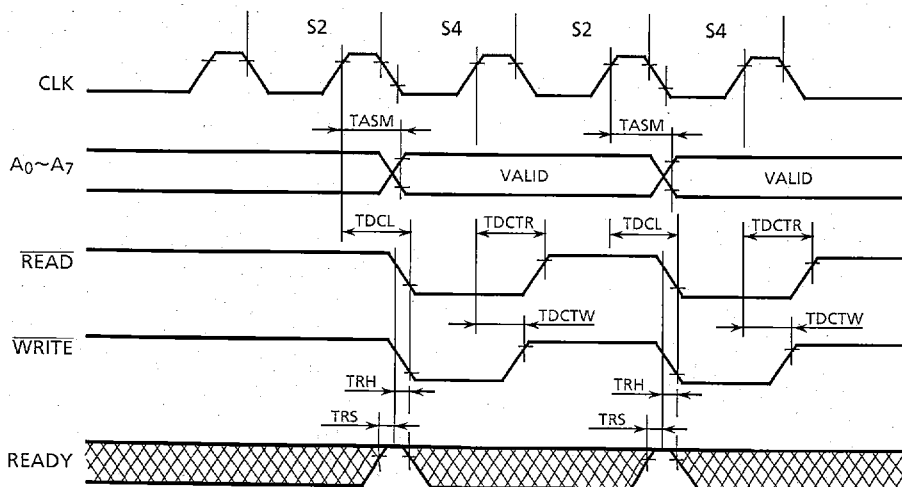 S2 S4 S2 S4
CLK
TASM TASM
A0~A7 VALID VALID
TDCL TDCTR TDCL TDCTR
READ
TDCTW TDCTW
WRITE
TRH TRH
TRS TRS
READY